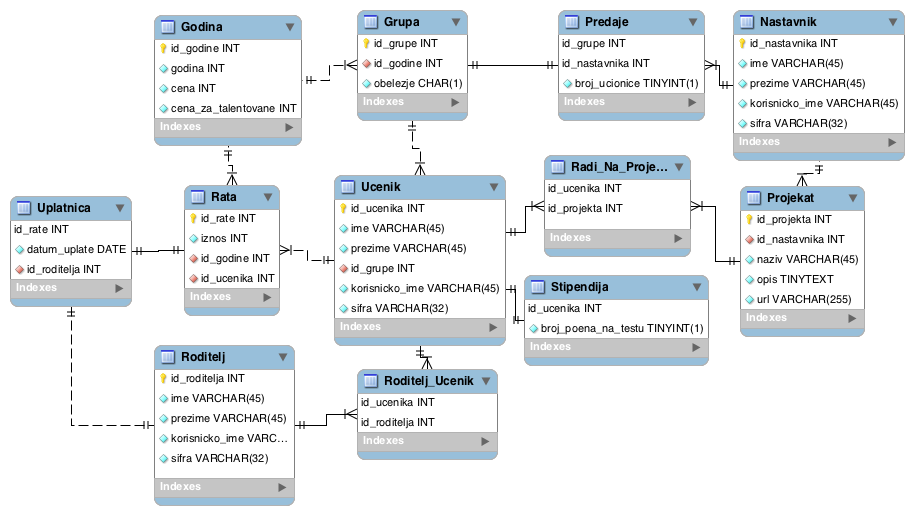 Godina
id_godine INT
godina INT
cena INT
cena_za_talentovane INT
Indexes
Grupa
id_grupe INT
id_godine INT
obelezje CHAR(1)
Indexes
Predaje
id_grupe INT
id_nastavnika INT
broj_ucionice TINYINT(1)
Indexes
Nastavnik
id_nastavnika INT
ime VARCHAR(45)
prezime VARCHAR(45)
korisnicko_ime VARCHAR(45)
sifra VARCHAR(32)
Indexes
Uplatnica
id_rate INT
datum_uplate DATE
id_roditelja INT
Indexes
Rata
id_rate INT
iznos INT
id_godine INT
id_ucenika INT
Indexes
Ucenik
id_ucenika INT
ime VARCHAR(45)
prezime VARCHAR(45)
id_grupe INT
korisnicko_ime VARCHAR(45)
sifra VARCHAR(32)
Indexes
Radi_Na_Proje...
id_ucenika INT
id_projekta INT
Indexes
Projekat
id_projekta INT
id_nastavnika INT
naziv VARCHAR(45)
opis TINYTEXT
url VARCHAR(255)
Indexes
Stipendija
id_ucenika INT
broj_poena_na_testu TINYINT(1)
Indexes
Roditelj
id_roditelja INT
ime VARCHAR(45)
prezime VARCHAR(45)
korisnicko_ime VARC...
sifra VARCHAR(32)
Indexes
Roditelj_Ucenik
id_ucenika INT
id_roditelja INT
Indexes